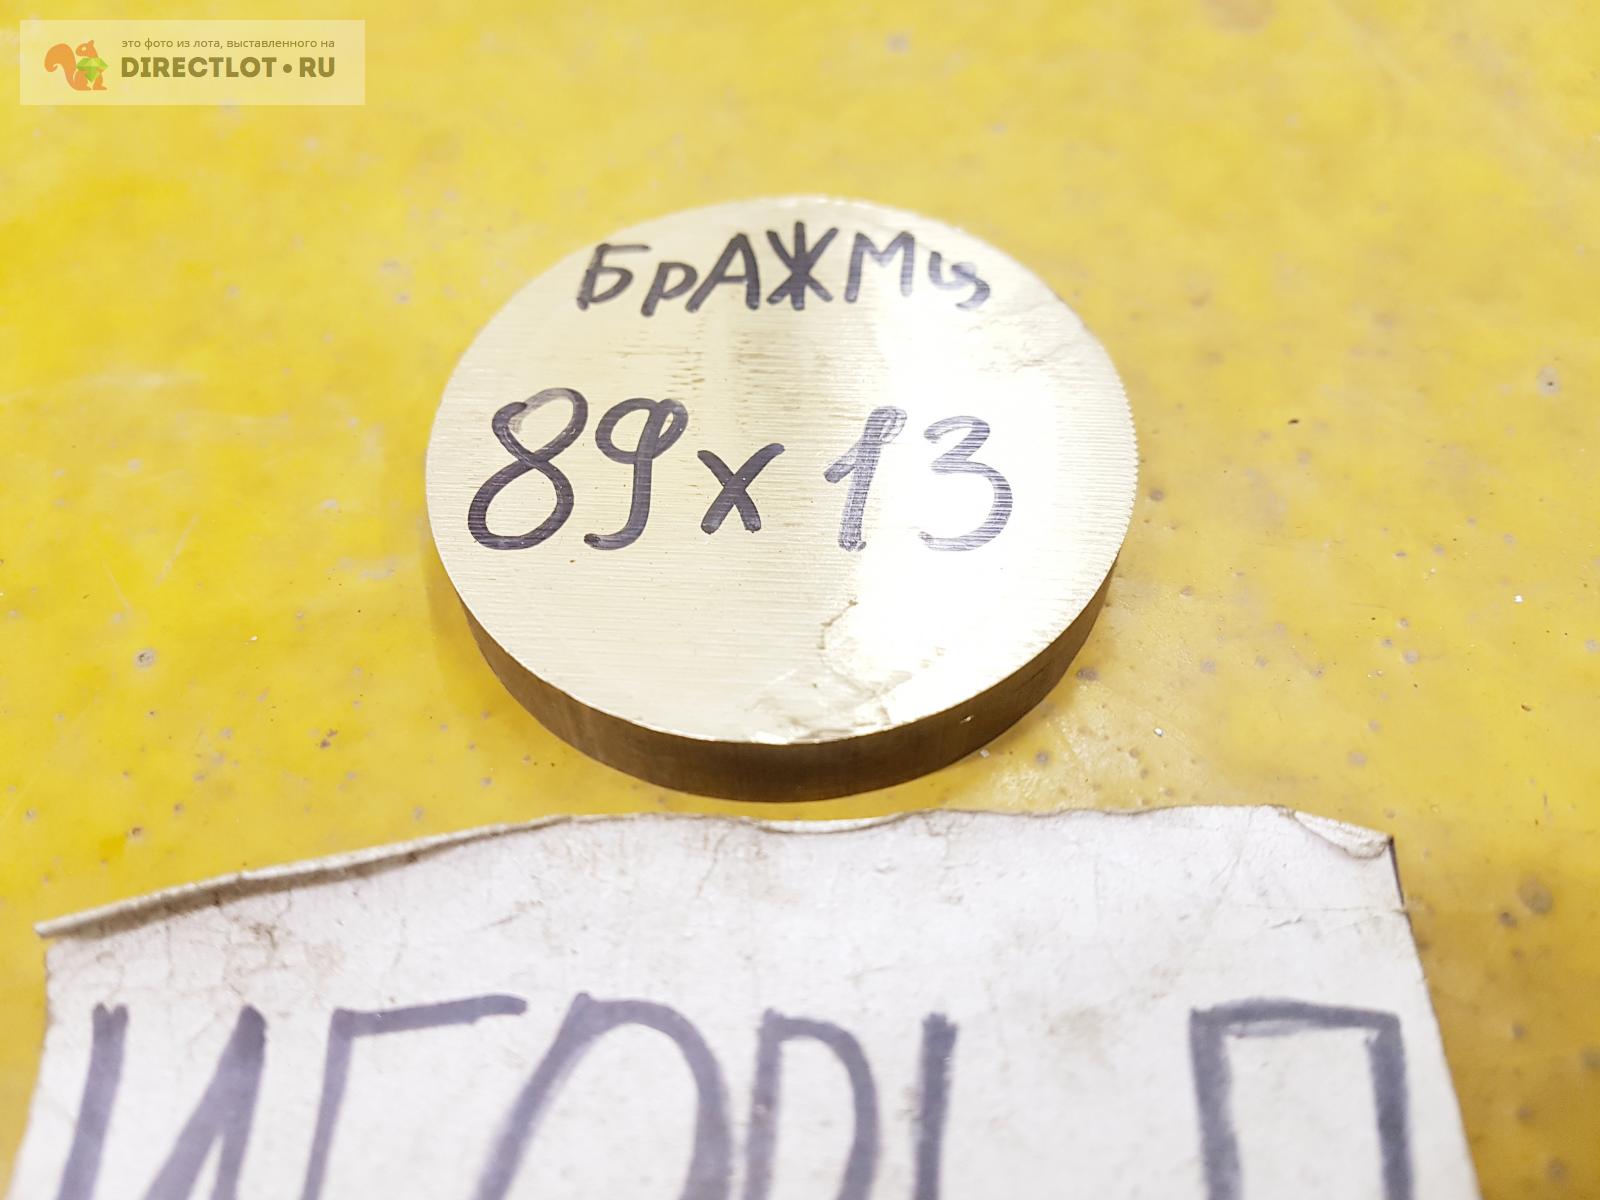 это фото из лота, выставленного на
DIRECTLOT•RU
БрАЖМц
89х13
ИГОРЬ П